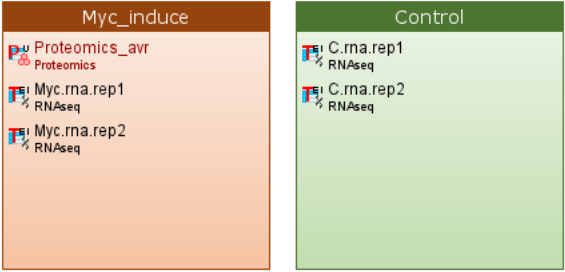 Myc_induce
Proteomics_avr
Proteomics
Myc.rna.rep1
RNAseq
Myc.rna.rep2
RNAseq
Control
C.rna.rep1
RNAseq
C.rna.rep2
RNAseq